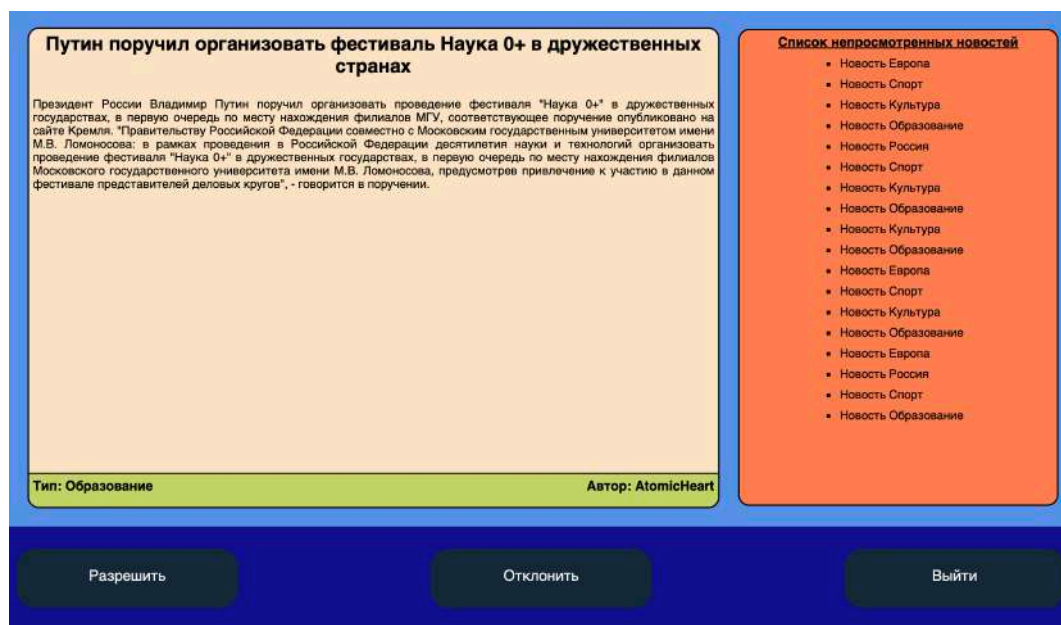 Путин поручил организовать фестиваль Наука 0+ в дружественных
странах
Президент России Владимир Путин поручил организовать проведение фестиваля "Наука 0+" в дружественных
государствах, в первую очередь по месту нахождения филиалов МГУ, соответствующее поручение опубликовано на
сайте Кремля. "Правительству Российской Федерации совместно с Московским государственным университетом имени
М.В. Ломоносова: в рамках проведения в Российской Федерации десятилетия науки и технологий организовать
проведение фестиваля "Наука 0+" в дружественных государствах, в первую очередь по месту нахождения филиалов
Московского государственного университета имени М.В. Ломоносова, предусмотрев привлечение к участию в данном
фестивале представителей деловых кругов", - говорится в поручении.
Тип: Образование
Автор: AtomicHeart
Список непросмотренных новостей
Новость Европа
Новость Спорт
Новость Культура
Новость Образование
Новость Россия
Новость Спорт
Новость Культура
Новость Образование
Новость Культура
Новость Образование
Новость Европа
Новость Спорт
Новость Культура
Новость Образование
Новость Европа
Новость Россия
Новость Спорт
Новость Образование
Разрешить
Отклонить
Выйти